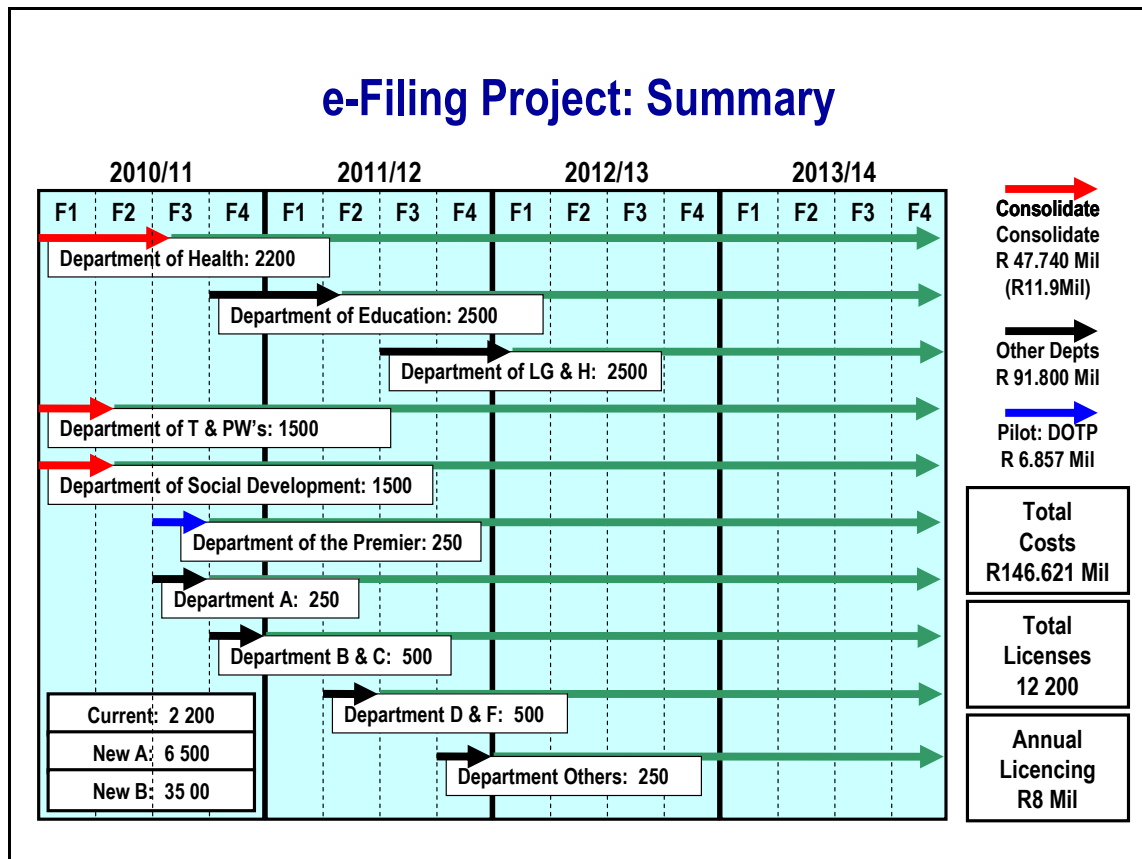 e-Filing Project: Summary
2010/11 2011/12 2012/13 2013/14
F1 F2 F3 F4 F1 F2 F3 F4 F1 F2 F3 F4 F1 F2 F3 F4
Department of Health: 2200
Department of Education: 2500
Department of LG & H: 2500
Department of T & PW's: 1500
Department of Social Development: 1500
Department of the Premier: 250
Department A: 250
Department B & C: 500
Department D & F: 500
Department Others: 250
Current: 2 200
New A: 6 500
New B: 35 00
Consolidate
Consolidate
R 47.740 Mil
(R11.9Mil)
Other Depts
R 91.800 Mil
Pilot: DOTP
R 6.857 Mil
Total
Costs
R146.621 Mil
Total
Licenses
12 200
Annual
Licencing
R8 Mil